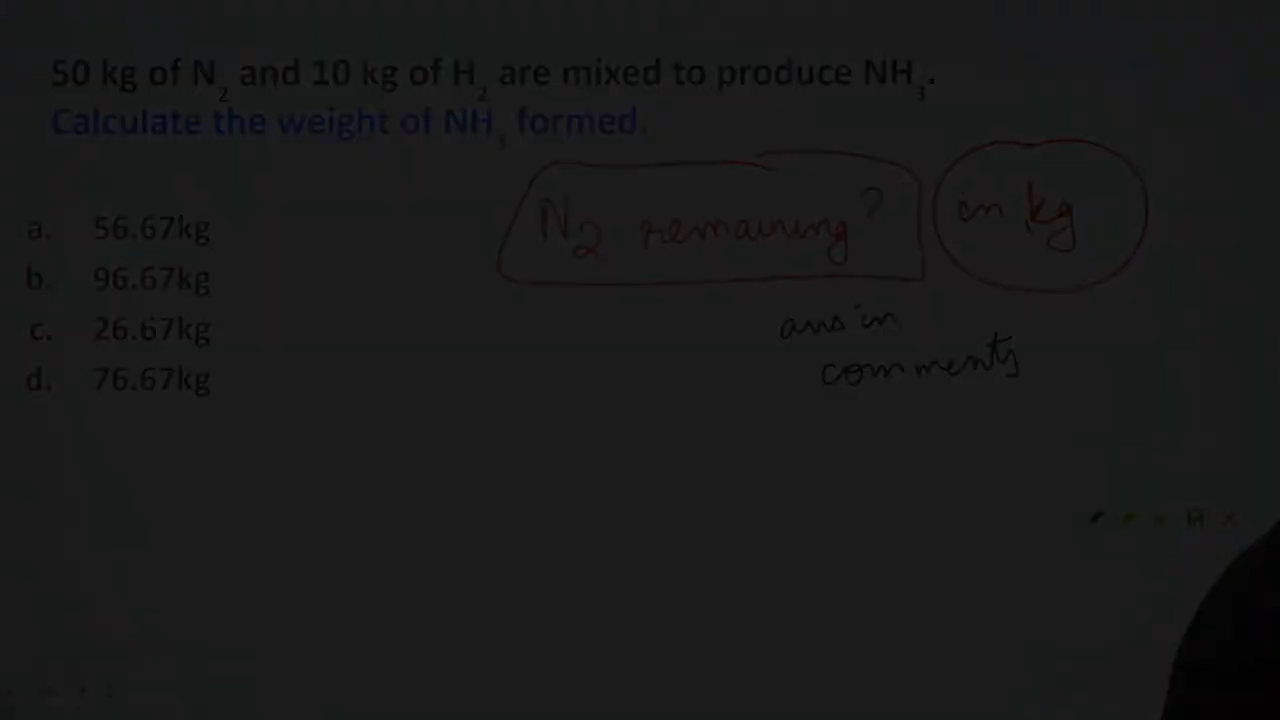 50 kg of N₂ and 10 kg of H₂ are mixed to produce NH₃.
Calculate the weight of NH₃ formed.
N₂ remaining? in kg
ans in
comments
a. 56.67kg
b. 96.67kg
c. 26.67kg
d. 76.67kg